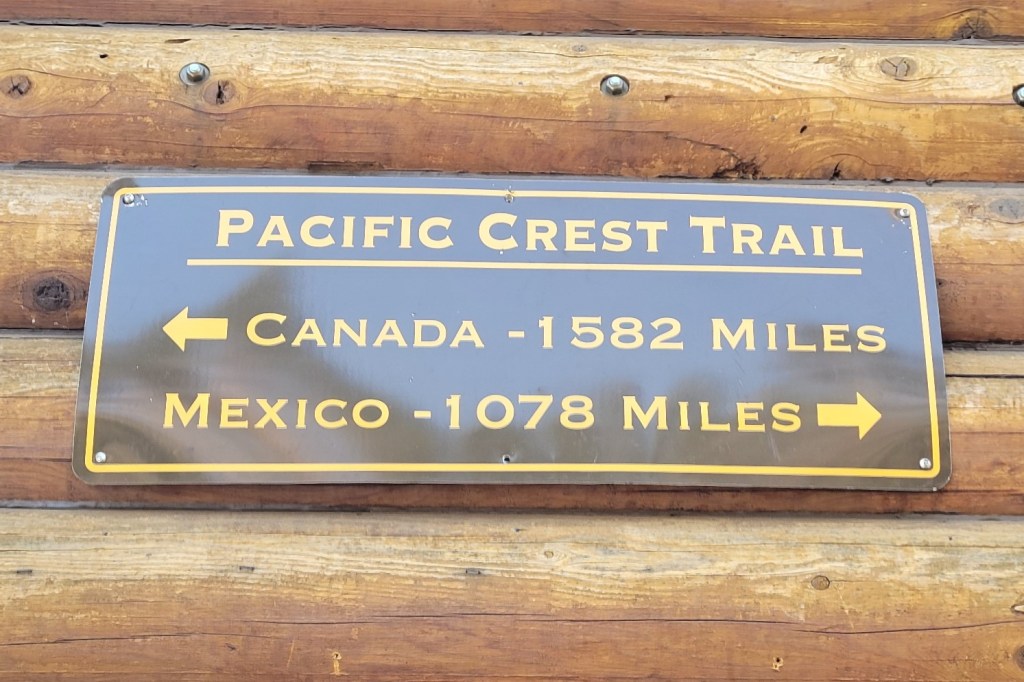 PACIFIC CREST TRAIL
CANADA -1582 MILES
MEXICO -1078 MILES